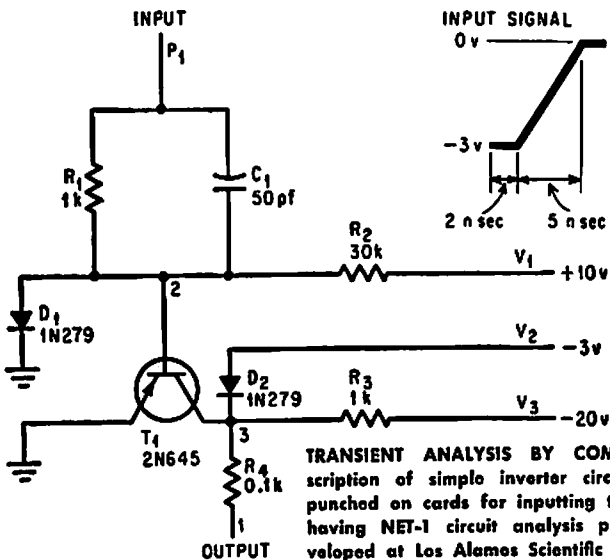 INPUT
P1
R1
1k
C1
50pf
INPUT SIGNAL
0v
-3v
2 n sec
5 n sec
R2
30k
V1
+10v
2
D1
1N279
V2
-3v
D2
1N279
R3
1k
V3
-20v
3
T1
2N645
R4
0.1k
1
OUTPUT
TRANSIENT ANALYSIS BY COM
scription of simple inverter circ
punched on cards for inputting t
having NET-1 circuit analysis p
veloped at Los Alamos Scientific